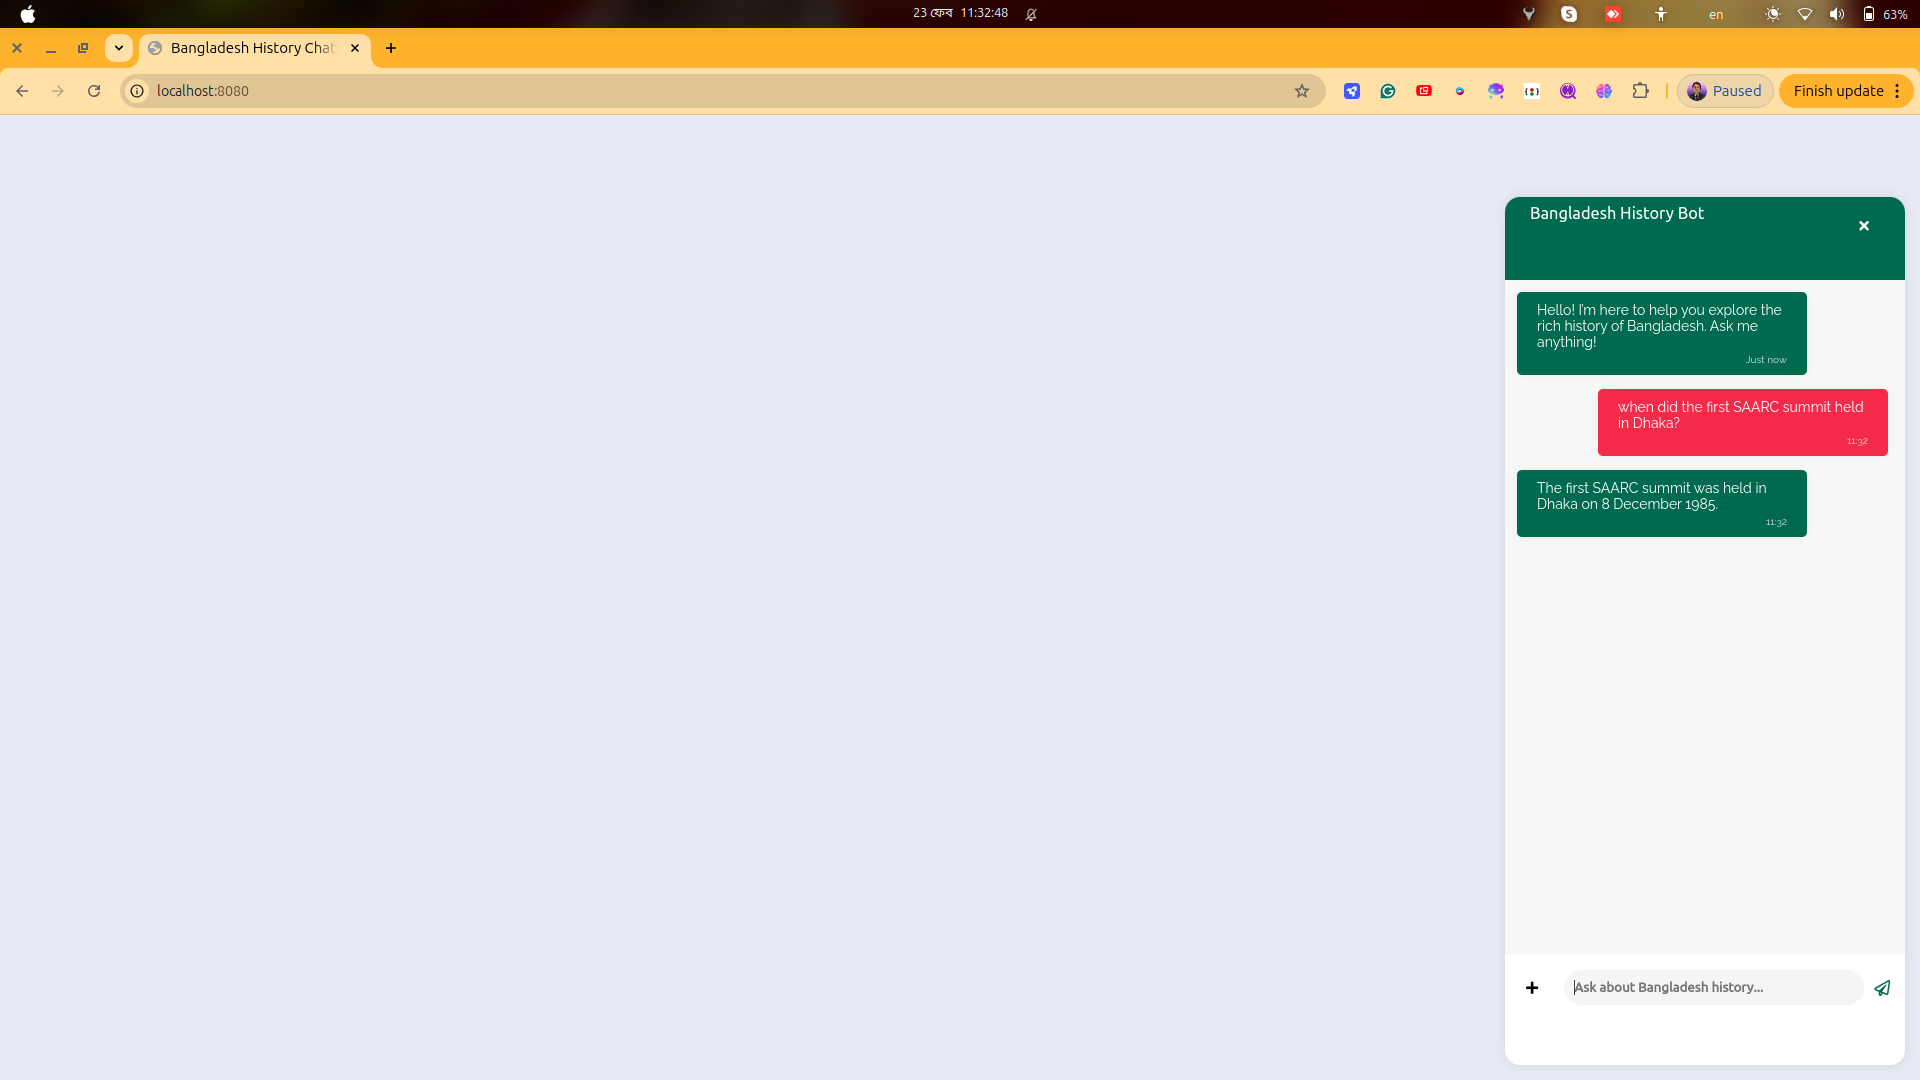 23 ফেব 11:32:48
en
63%
Bangladesh History Chat
localhost:8080
Paused
Finish update
Bangladesh History Bot
Hello! I'm here to help you explore the
rich history of Bangladesh. Ask me
anything!
Just now
when did the first SAARC summit held
in Dhaka?
11:32
The first SAARC summit was held in
Dhaka on 8 December 1985.
11:32
Ask about Bangladesh history...